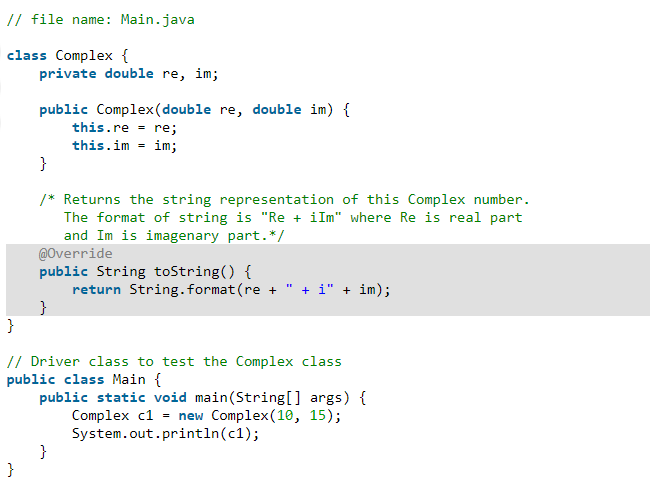 // file name: Main.java
class Complex {
    private double re, im;
    public Complex(double re, double im) {
        this.re = re;
        this.im = im;
    }
    /* Returns the string representation of this Complex number.
       The format of string is "Re + iIm" where Re is real part
       and Im is imagenary part.*/
    @Override
    public String toString() {
        return String.format(re + " + i" + im);
    }
}
// Driver class to test the Complex class
public class Main {
    public static void main(String[] args) {
        Complex c1 = new Complex(10, 15);
        System.out.println(c1);
    }
}